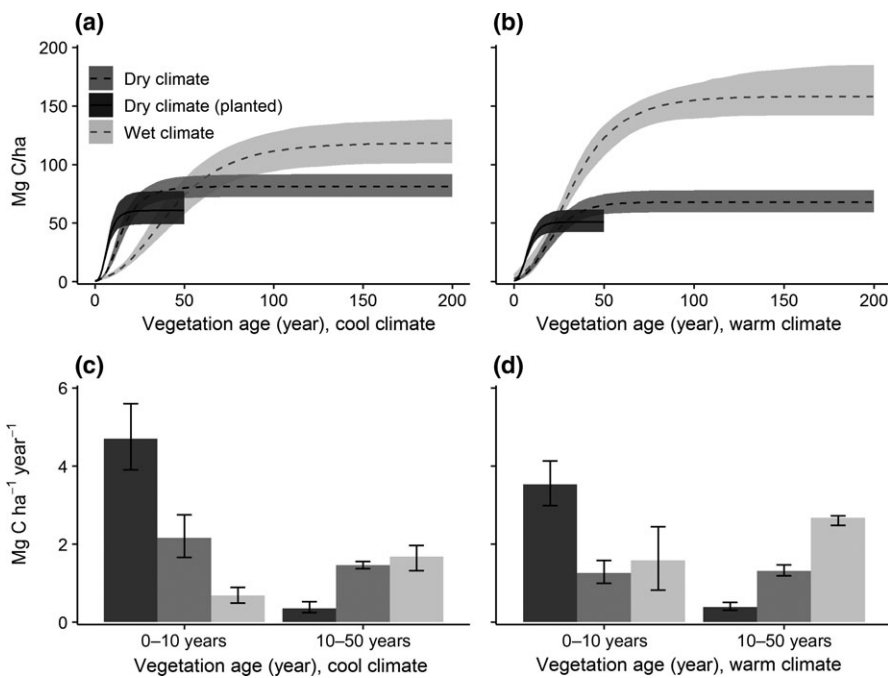 (a)
(b)
200
150
100
50
0
Mg C/ha
Dry climate
Dry climate (planted)
Wet climate
0 50 100 150 200
0 50 100 150 200
Vegetation age (year), cool climate
Vegetation age (year), warm climate
(c)
(d)
6
4
2
0
Mg C ha⁻¹ year⁻¹
0–10 years 10–50 years
0–10 years 10–50 years
Vegetation age (year), cool climate
Vegetation age (year), warm climate